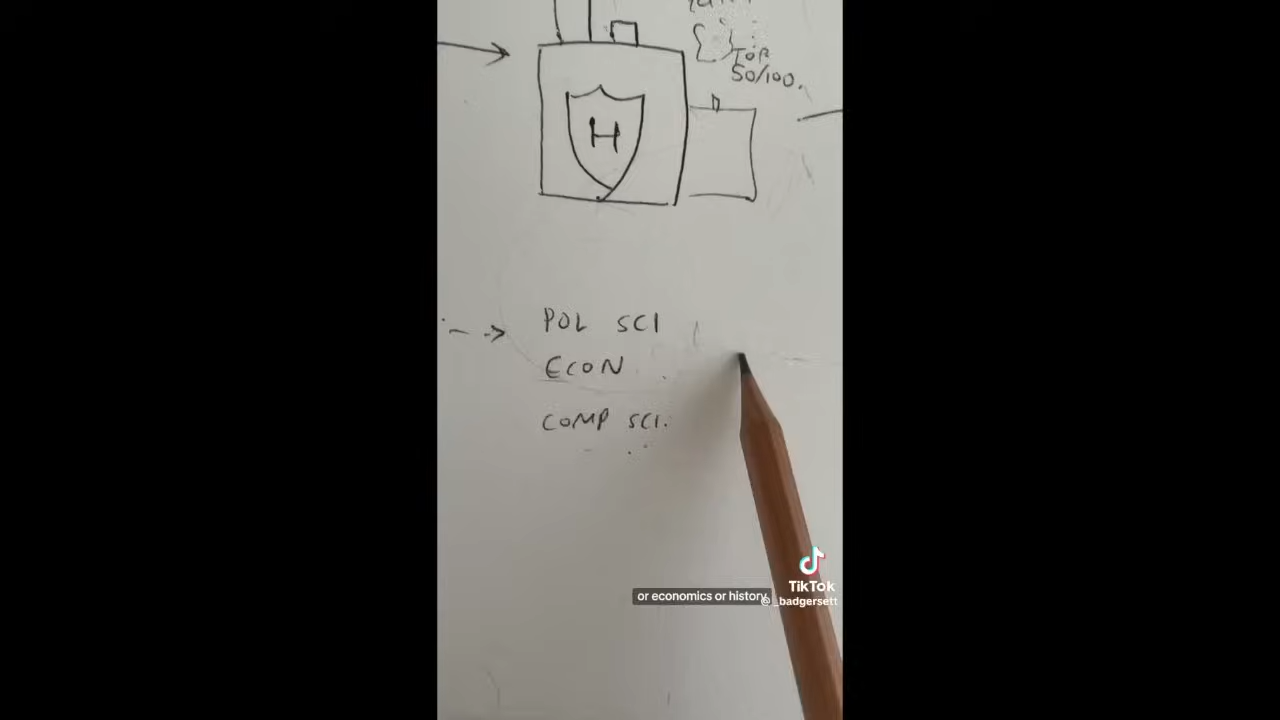 TOP
50/100.
H
POL SCI
ECON
COMP SCI.
or economics or history
TikTok
@_badgersett